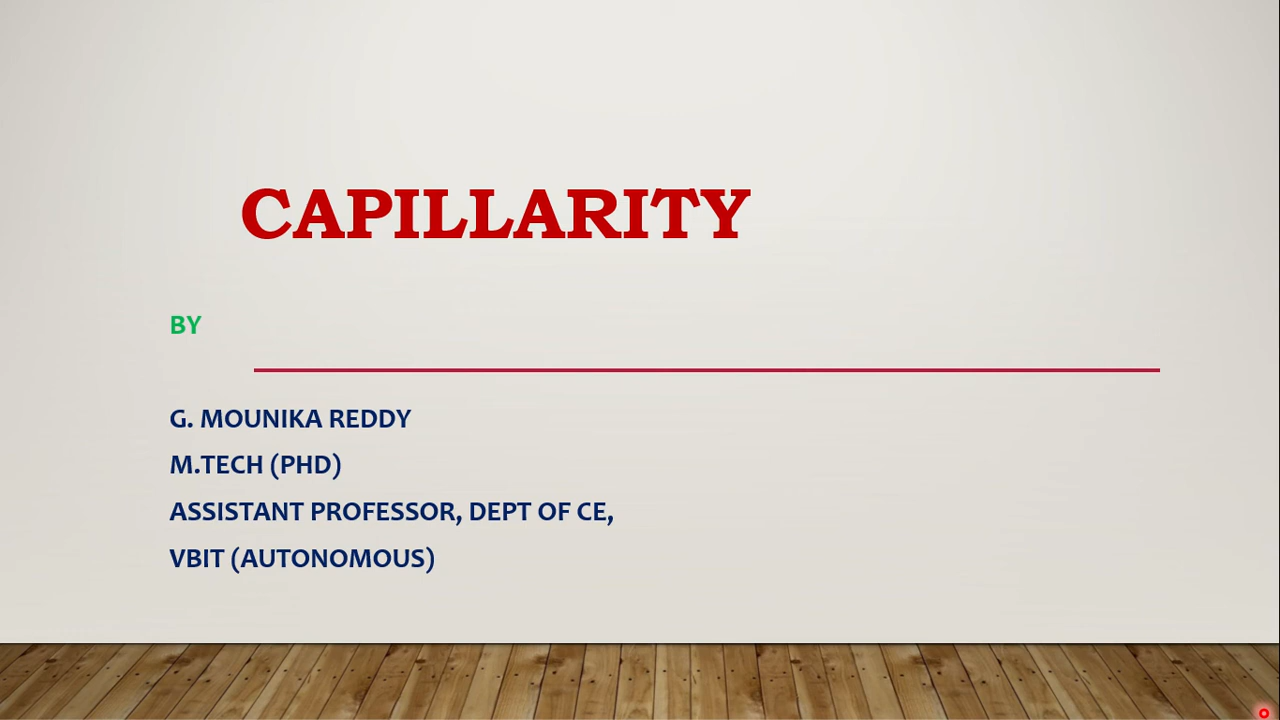 CAPILLARITY
BY
G. MOUNIKA REDDY
M.TECH (PHD)
ASSISTANT PROFESSOR, DEPT OF CE,
VBIT (AUTONOMOUS)